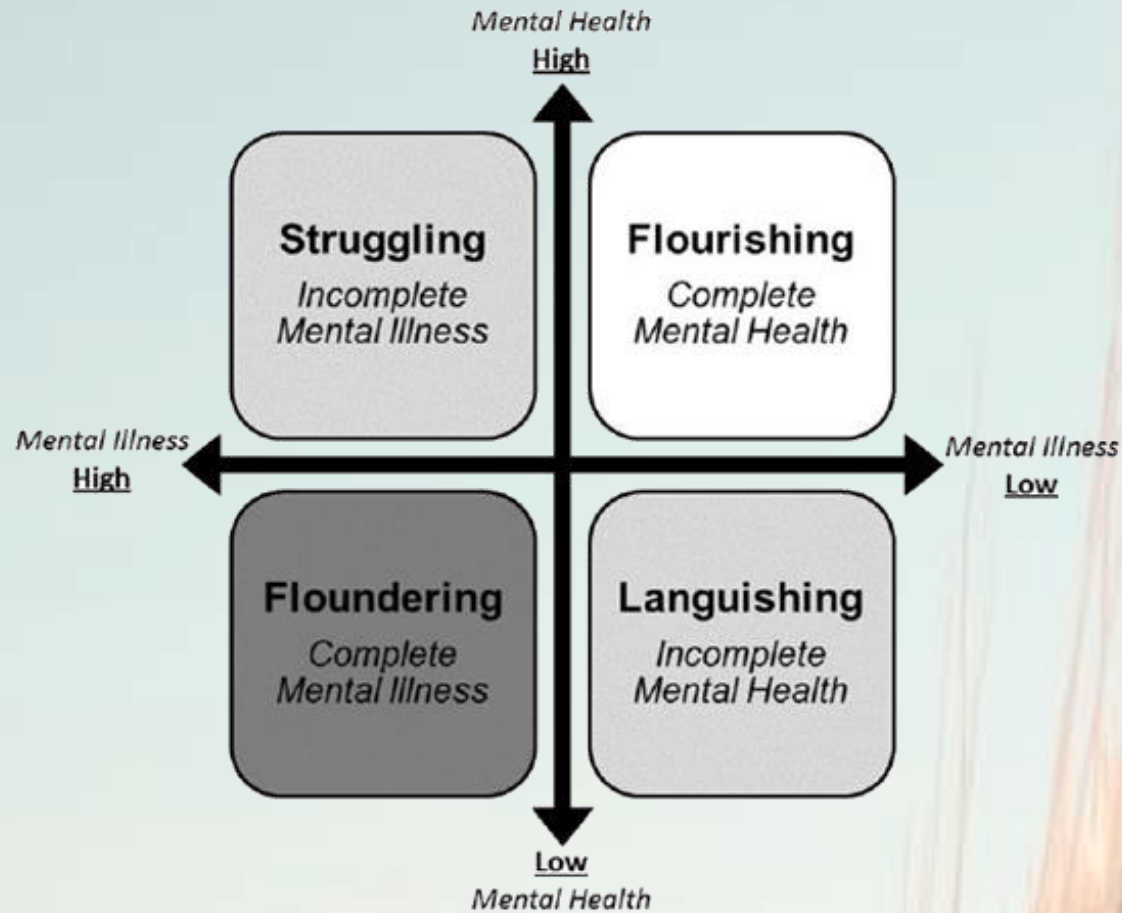 Mental Health
High
Struggling
Incomplete
Mental Illness
Flourishing
Complete
Mental Health
Mental Illness
High
Mental Illness
Low
Floundering
Complete
Mental Illness
Languishing
Incomplete
Mental Health
Low
Mental Health